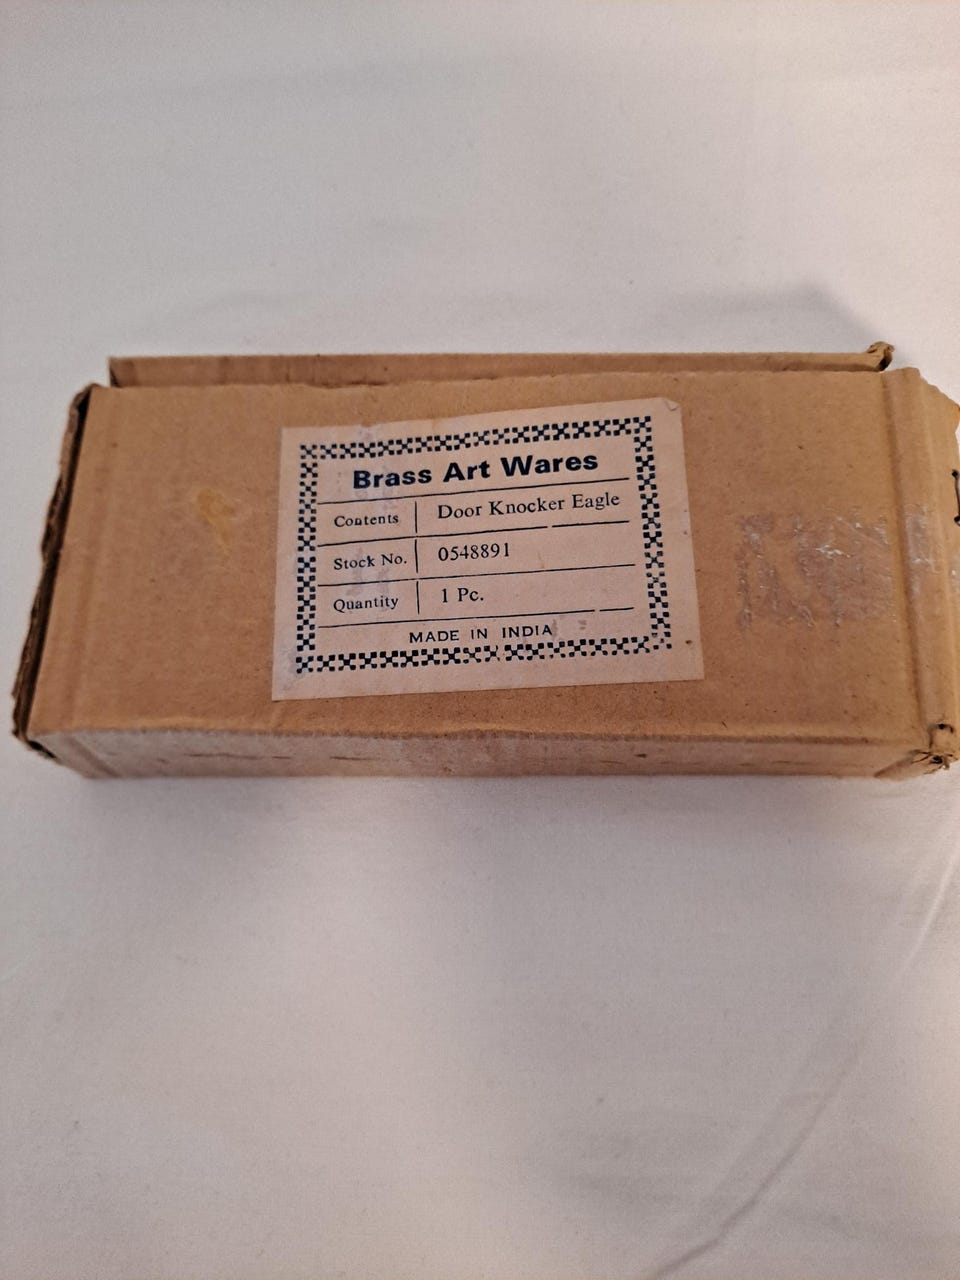 Brass Art Wares
Contents Door Knocker Eagle
Stock No. 0548891
Quantity 1 Pc.
MADE IN INDIA